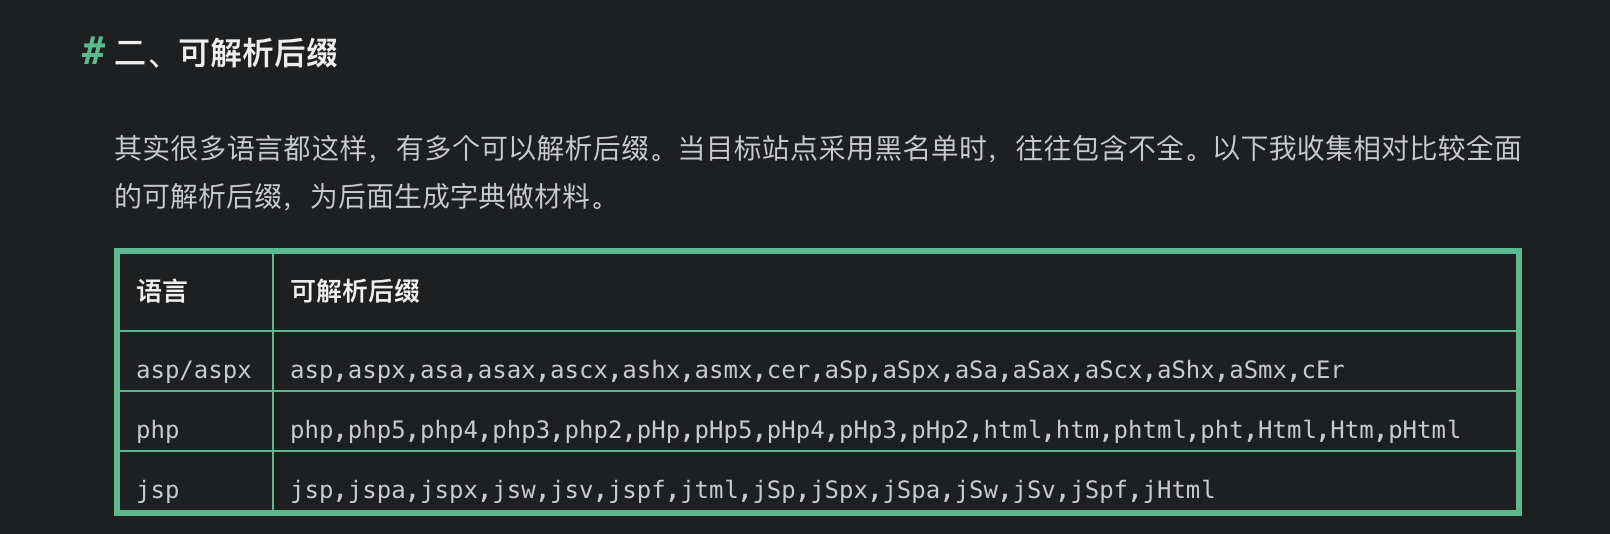 # 二、可解析后缀
其实很多语言都这样，有多个可以解析后缀。当目标站点采用黑名单时，往往包含不全。以下我收集相对比较全面
的可解析后缀，为后面生成字典做材料。
语言 可解析后缀
asp/aspx asp,aspx,asa,asax,ascx,ashx,asmx,cer,aSp,aSpx,aSa,aSax,aScx,aShx,aSmx,cEr
php php,php5,php4,php3,php2,pHp,pHp5,pHp4,pHp3,pHp2,html,htm,phtml,pht,Html,Htm,pHtml
jsp jsp,jspa,jspx,jsw,jsv,jspf,jtml,jSp,jSpx,jSpa,jSw,jSv,jSpf,jHtml